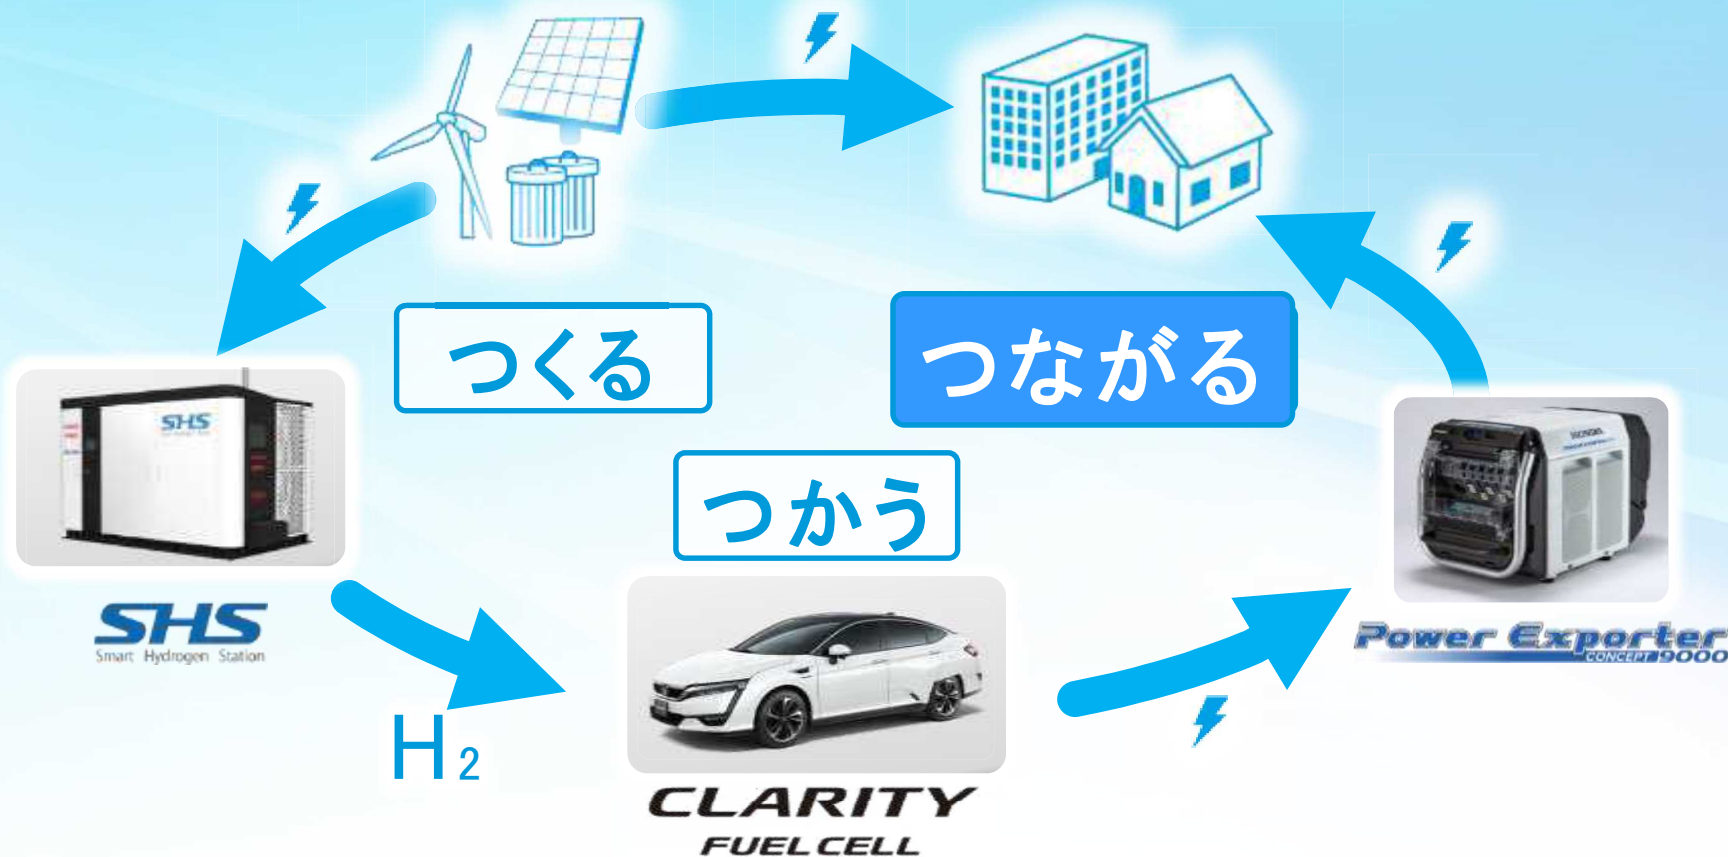 つくる
つながる
つかう
SHS
HONDA
SHS
Smart Hydrogen Station
Power Exporter
CONCEPT 9000
H2
CLARITY
FUEL CELL